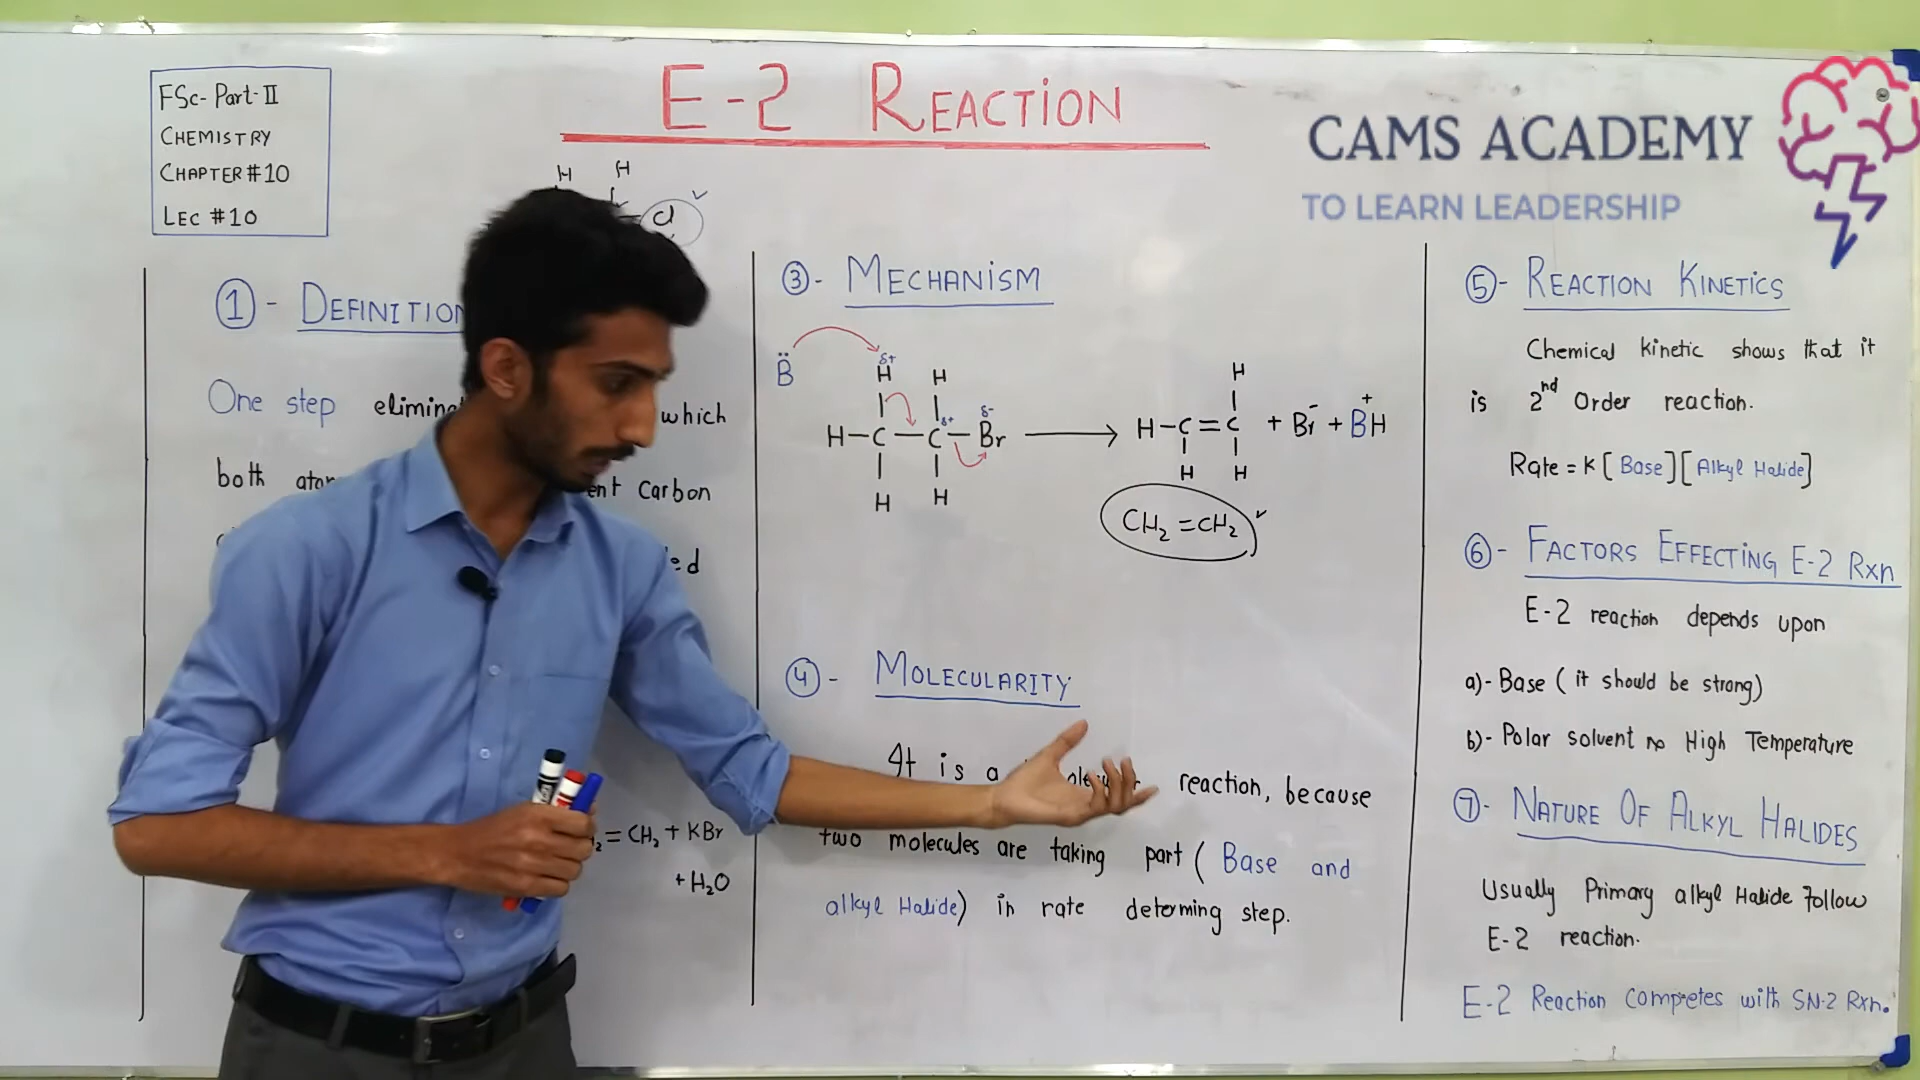 FSc- Part-II
CHEMISTRY
CHAPTER #10
LEC #10
E-2 REACTION
CAMS ACADEMY
TO LEARN LEADERSHIP
H H
Cl
①- DEFINITION
One step which
both Carbon
= CH₂ + KBr
+ H₂O
③- MECHANISM
B̈
δ+
H H
δ+ δ-
H-C-C-Br
H H
H
H-C=C + Br⁻ + BH⁺
H H
CH₂ = CH₂
④- MOLECULARITY
It is a reaction, because
two molecules are taking part ( Base and
alkyl Halide) in rate determing step.
⑤- REACTION KINETICS
Chemical kinetic shows that it
is 2nd Order reaction.
Rate = K [ Base ] [ Alkyl Halide ]
⑥- FACTORS EFFECTING E-2 Rxn
E-2 reaction depends upon
a)- Base ( it should be strong)
b)- Polar solvent High Temperature
⑦- NATURE OF ALKYL HALIDES
Usually Primary alkyl Halide follow
E-2 reaction.
E-2 Reaction competes with SN-2 Rxn.